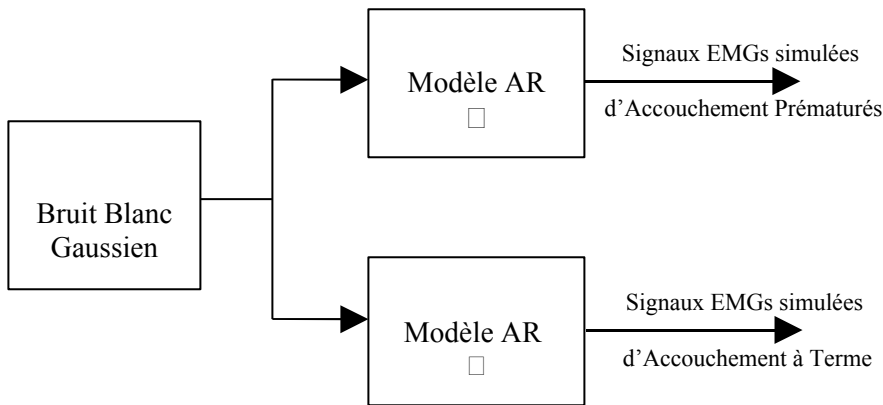 Signaux EMGs simulées
d’Accouchement Prématurés
Modèle AR
Bruit Blanc
Gaussien
Signaux EMGs simulées
d’Accouchement à Terme
Modèle AR